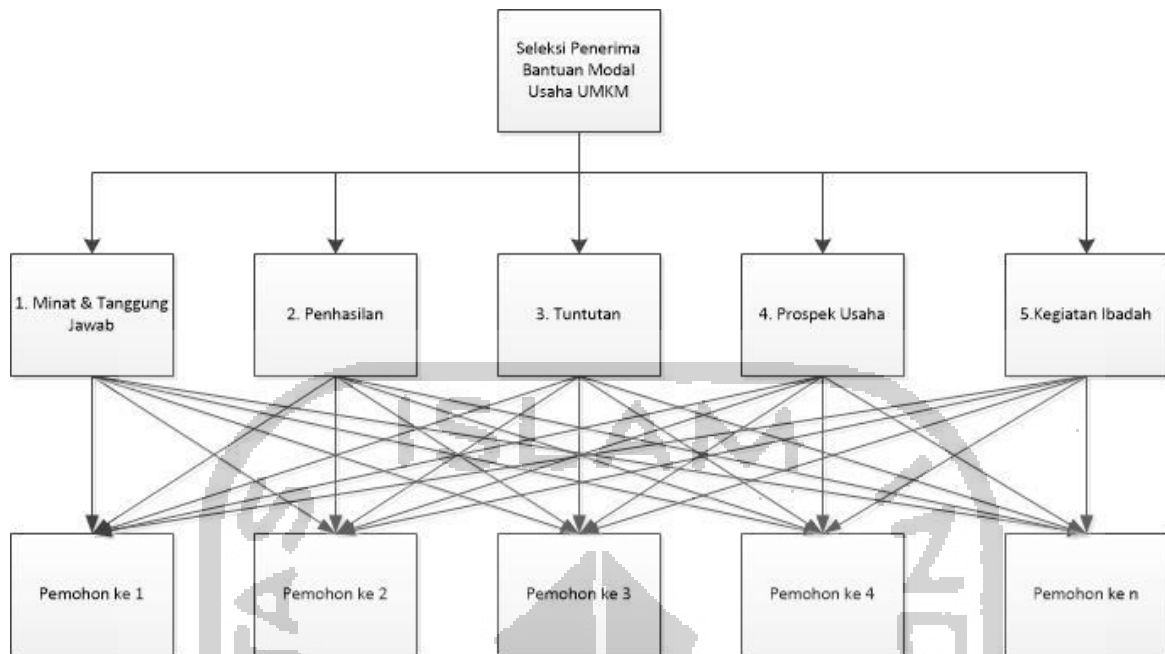 Seleksi Penerima
Bantuan Modal
Usaha UMKM
1. Minat & Tanggung
Jawab
2. Penhasilan
3. Tuntutan
4. Prospek Usaha
5.Kegiatan Ibadah
ISLAM
Pemohon ke 1
Pemohon ke 2
Pemohon ke 3
Pemohon ke 4
Pemohon ke n